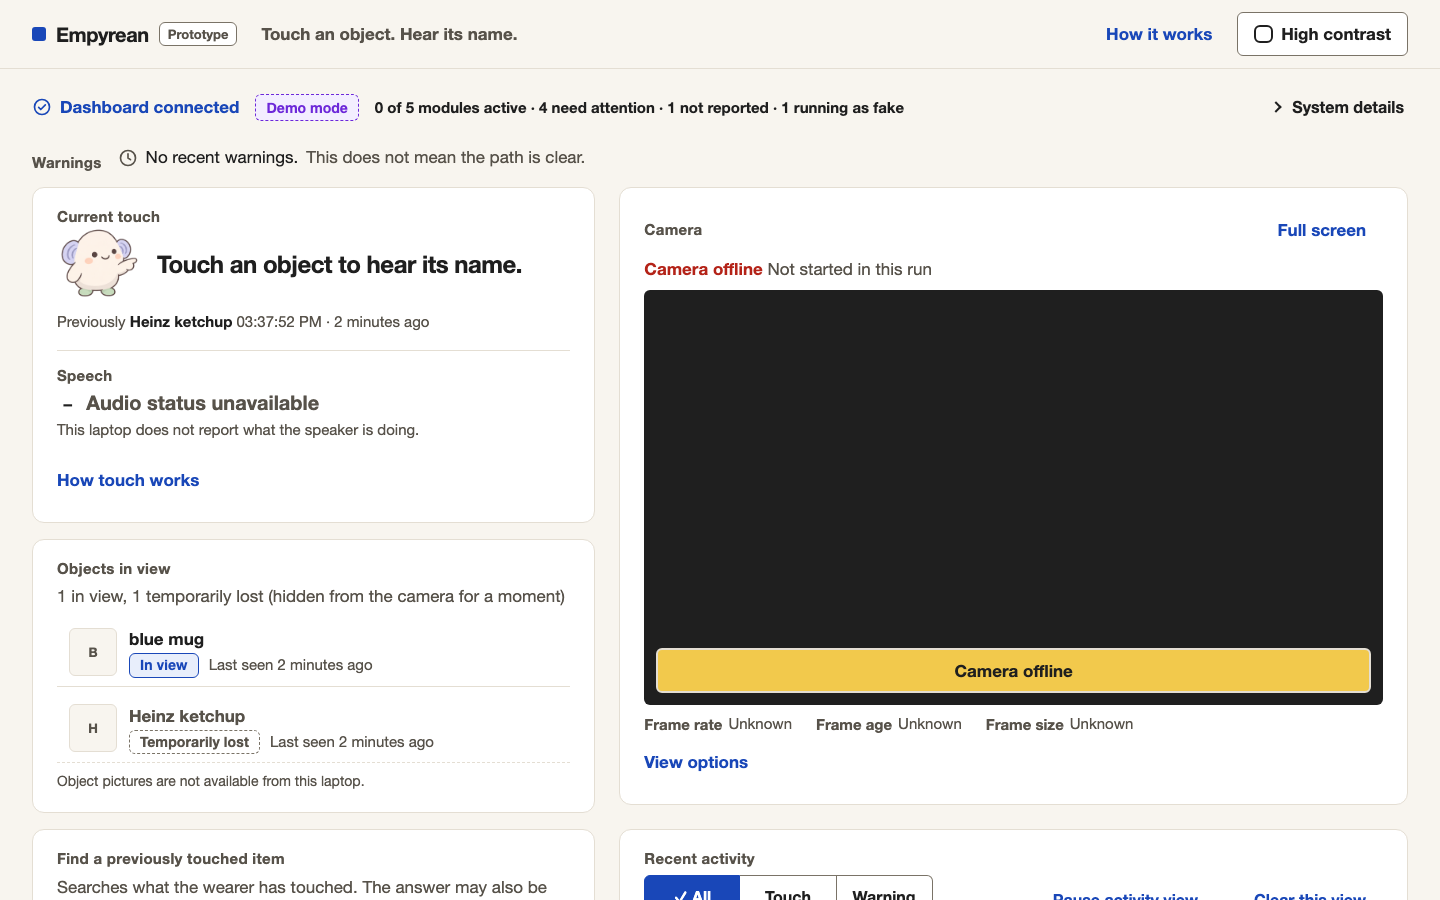 Empyrean
Prototype
Touch an object. Hear its name.
How it works
High contrast
Dashboard connected
Demo mode
0 of 5 modules active · 4 need attention · 1 not reported · 1 running as fake
System details
Warnings
No recent warnings. This does not mean the path is clear.
Current touch
Touch an object to hear its name.
Previously Heinz ketchup 03:37:52 PM · 2 minutes ago
Speech
– Audio status unavailable
This laptop does not report what the speaker is doing.
How touch works
Objects in view
1 in view, 1 temporarily lost (hidden from the camera for a moment)
B
blue mug
In view
Last seen 2 minutes ago
H
Heinz ketchup
Temporarily lost
Last seen 2 minutes ago
Object pictures are not available from this laptop.
Find a previously touched item
Searches what the wearer has touched. The answer may also be
Camera
Full screen
Camera offline Not started in this run
Camera offline
Frame rate Unknown
Frame age Unknown
Frame size Unknown
View options
Recent activity
✓ All
Touch
Warning
Pause activity view
Clear this view